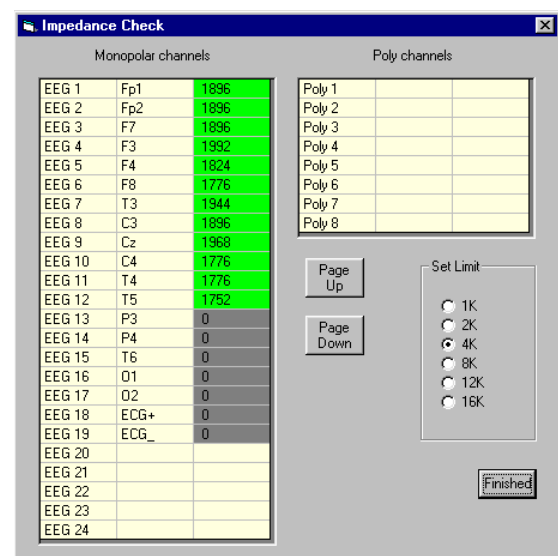 Impedance Check
Monopolar channels
EEG 1 Fp1 1896
EEG 2 Fp2 1896
EEG 3 F7 1896
EEG 4 F3 1992
EEG 5 F4 1824
EEG 6 F8 1776
EEG 7 T3 1944
EEG 8 C3 1896
EEG 9 Cz 1968
EEG 10 C4 1776
EEG 11 T4 1776
EEG 12 T5 1752
EEG 13 P3 0
EEG 14 P4 0
EEG 15 T6 0
EEG 16 O1 0
EEG 17 O2 0
EEG 18 ECG+ 0
EEG 19 ECG_ 0
EEG 20
EEG 21
EEG 22
EEG 23
EEG 24
Poly channels
Poly 1
Poly 2
Poly 3
Poly 4
Poly 5
Poly 6
Poly 7
Poly 8
Page
Up
Page
Down
Set Limit
1K
2K
4K
8K
12K
16K
Finished